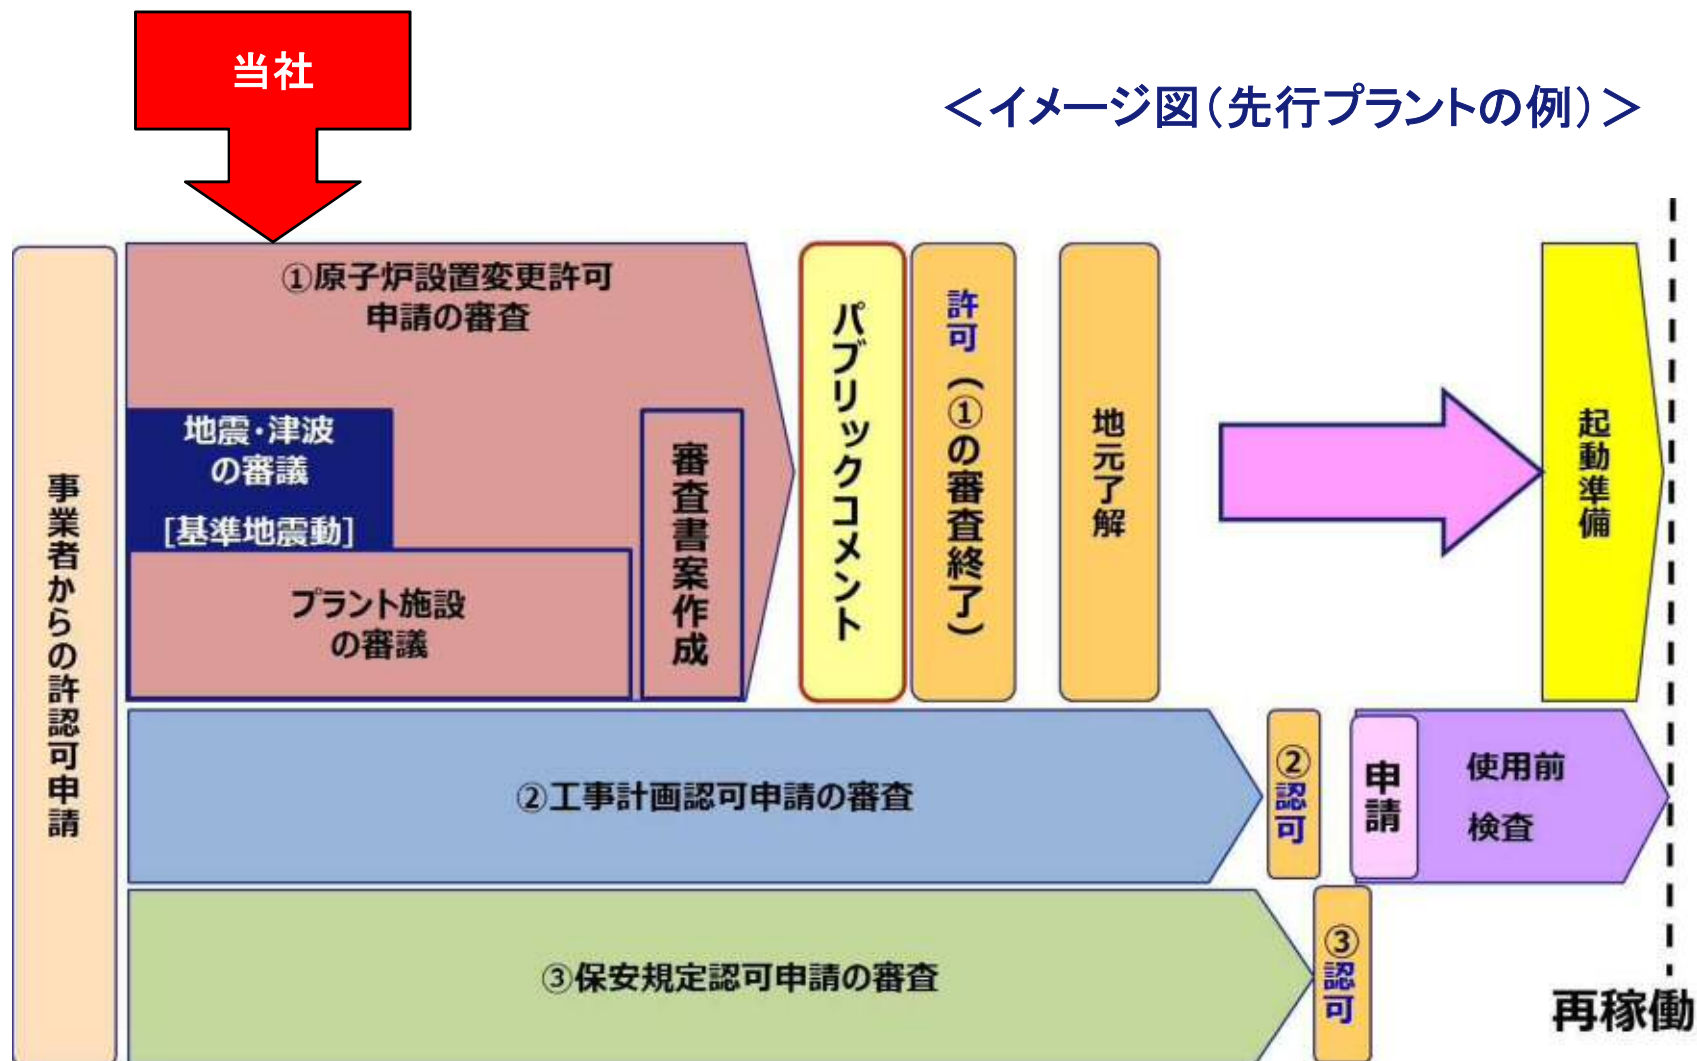 当社
＜イメージ図(先行プラントの例)＞
事業者からの許認可申請
①原子炉設置変更許可
申請の審査
地震・津波
の審議
[基準地震動]
プラント施設
の審議
審査書案作成
パブリックコメント
許可（①の審査終了）
地元了解
起動準備
②工事計画認可申請の審査
②認可
申請
使用前
検査
③保安規定認可申請の審査
③認可
再稼働